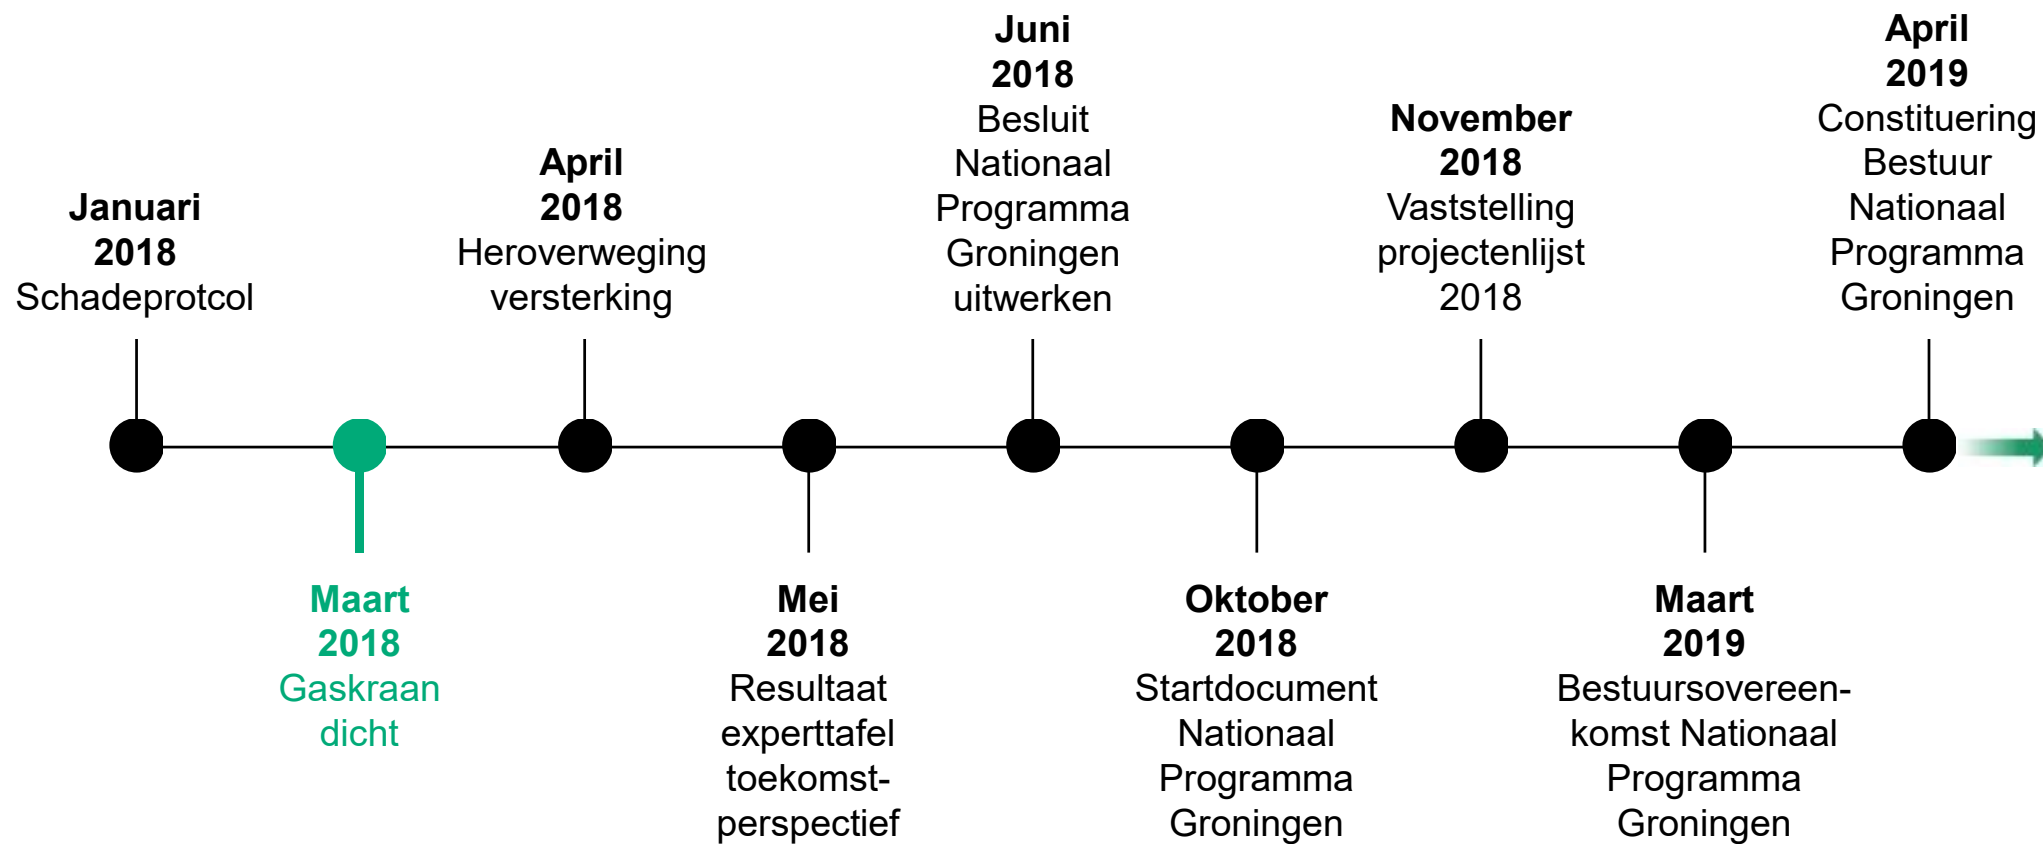 Januari
2018
Schadeprotcol
Maart
2018
Gaskraan
dicht
April
2018
Heroverweging
versterking
Mei
2018
Resultaat
experttafel
toekomst-
perspectief
Juni
2018
Besluit
Nationaal
Programma
Groningen
uitwerken
Oktober
2018
Startdocument
Nationaal
Programma
Groningen
November
2018
Vaststelling
projectenlijst
2018
Maart
2019
Bestuursovereen-
komst Nationaal
Programma
Groningen
April
2019
Constituering
Bestuur
Nationaal
Programma
Groningen